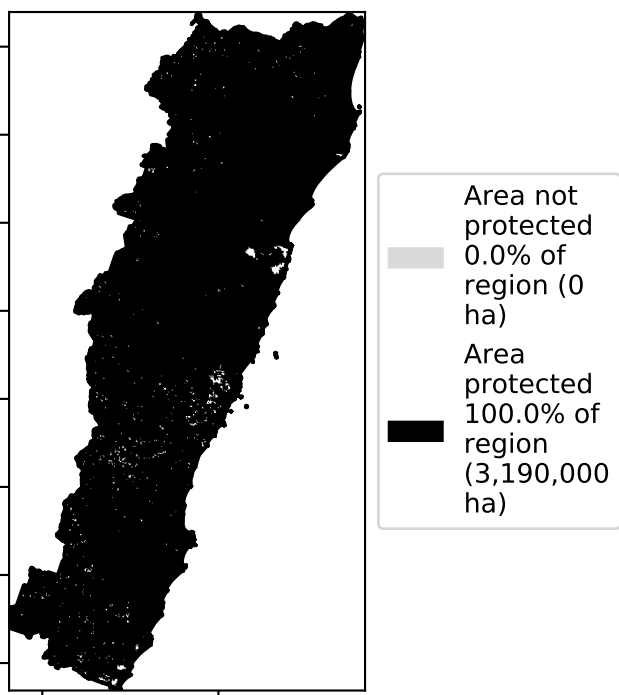 Area not
protected
0.0% of
region (0
ha)
Area
protected
100.0% of
region
(3,190,000
ha)